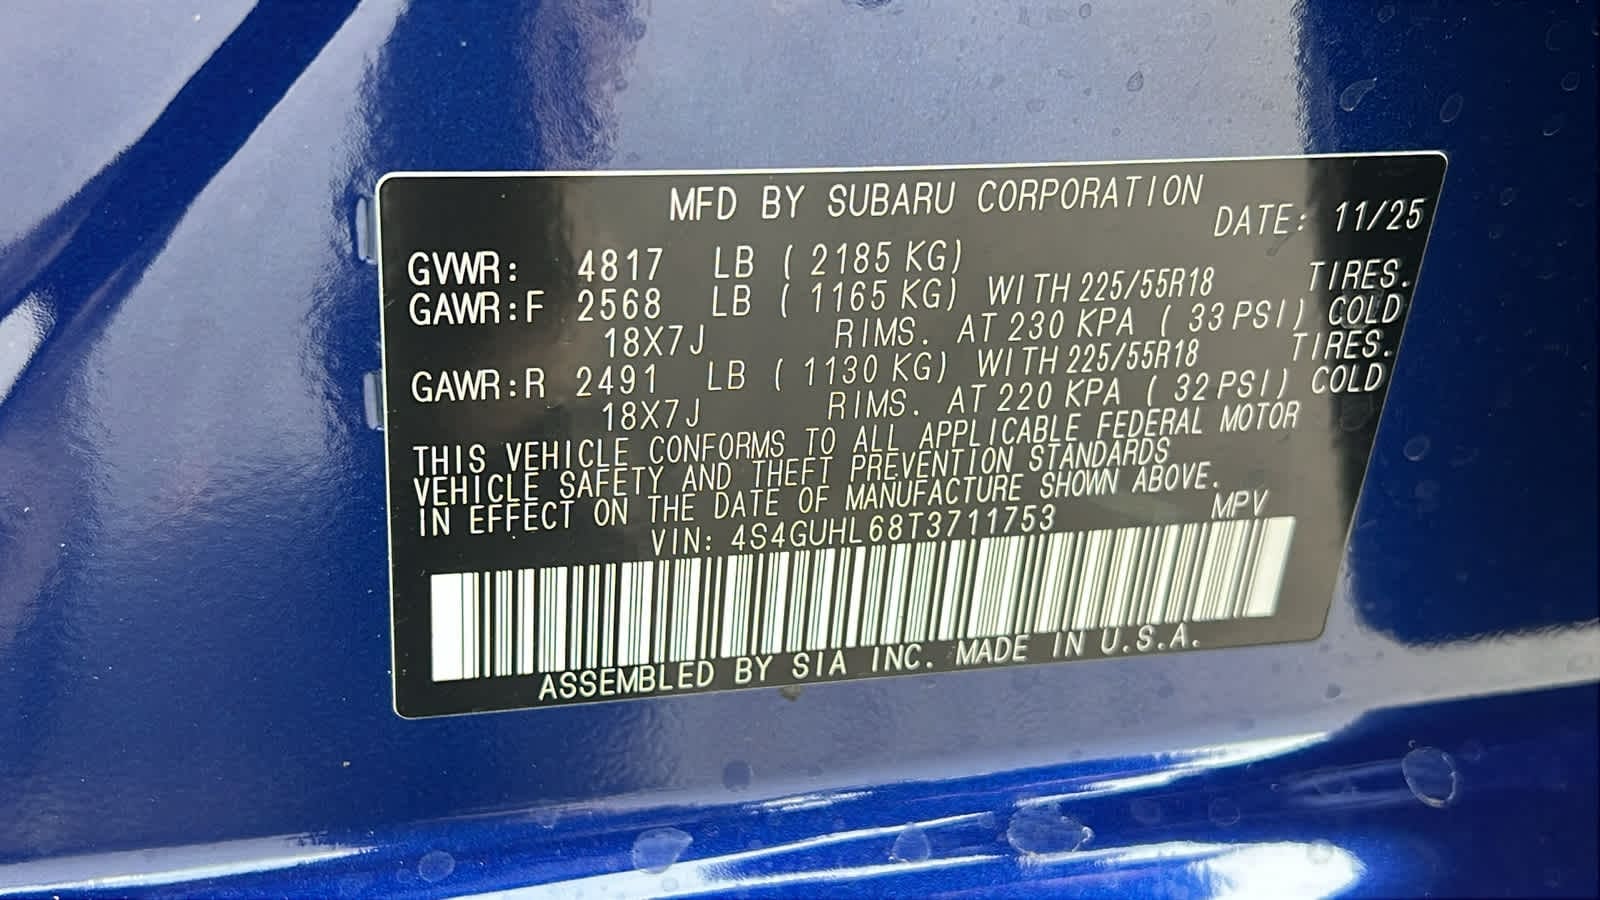 MFD BY SUBARU CORPORATION
DATE: 11/25
GVWR: 4817 LB ( 2185 KG)
GAWR:F 2568 LB ( 1165 KG) WITH 225/55R18 TIRES.
18X7J RIMS. AT 230 KPA ( 33 PSI) COLD
GAWR:R 2491 LB ( 1130 KG) WITH 225/55R18 TIRES.
18X7J RIMS. AT 220 KPA ( 32 PSI) COLD
THIS VEHICLE CONFORMS TO ALL APPLICABLE FEDERAL MOTOR
VEHICLE SAFETY AND THEFT PREVENTION STANDARDS
IN EFFECT ON THE DATE OF MANUFACTURE SHOWN ABOVE.
VIN: 4S4GUHL68T3711753 MPV
ASSEMBLED BY SIA INC. MADE IN U.S.A.